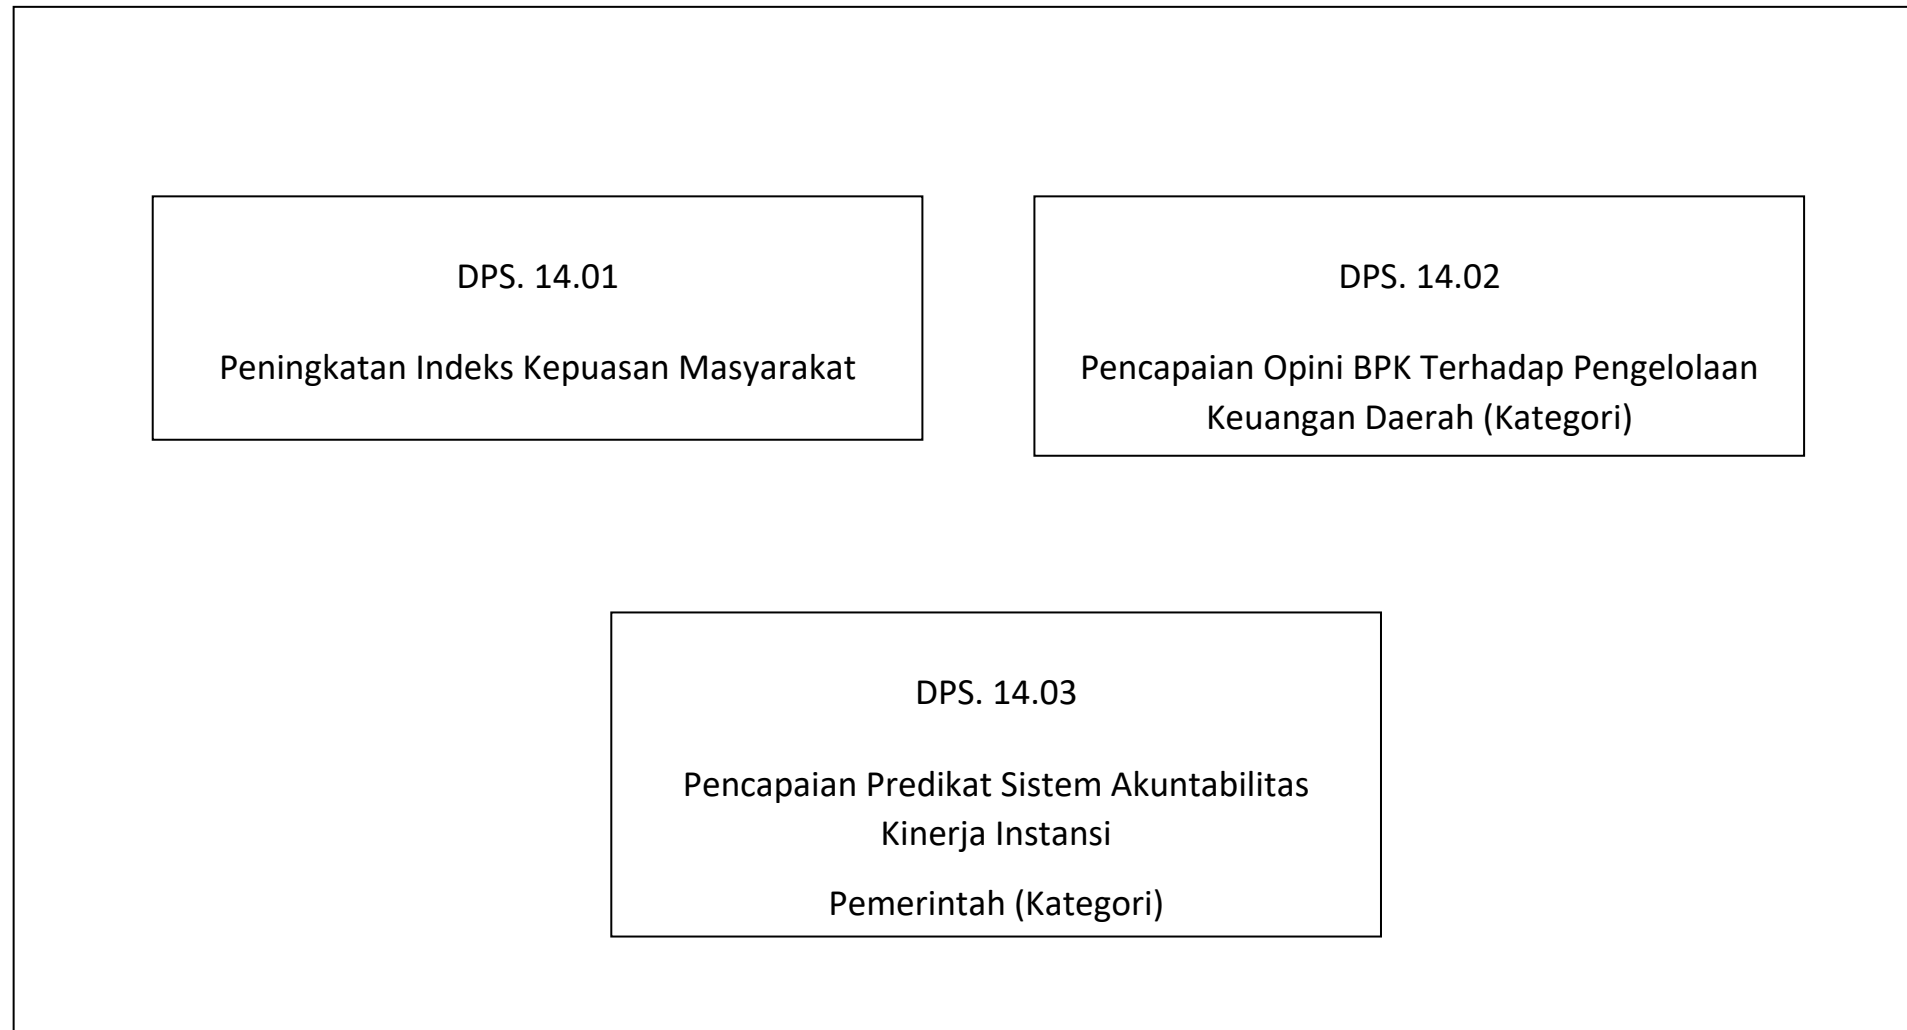 DPS. 14.01
Peningkatan Indeks Kepuasan Masyarakat
DPS. 14.02
Pencapaian Opini BPK Terhadap Pengelolaan
Keuangan Daerah (Kategori)
DPS. 14.03
Pencapaian Predikat Sistem Akuntabilitas
Kinerja Instansi
Pemerintah (Kategori)